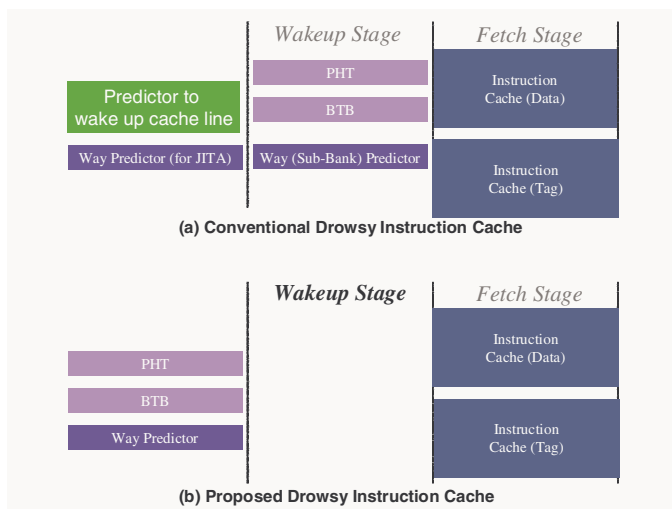 Wakeup Stage
Fetch Stage
Predictor to
wake up cache line
Way Predictor (for JITA)
PHT
BTB
Way (Sub-Bank) Predictor
Instruction
Cache (Data)
Instruction
Cache (Tag)
(a) Conventional Drowsy Instruction Cache
Wakeup Stage
Fetch Stage
PHT
BTB
Way Predictor
Instruction
Cache (Data)
Instruction
Cache (Tag)
(b) Proposed Drowsy Instruction Cache